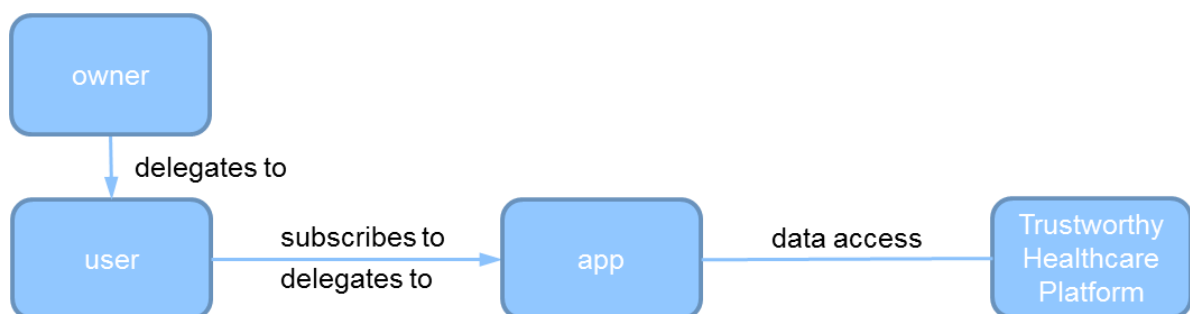 owner
delegates to
user
subscribes to
delegates to
app
data access
Trustworthy
Healthcare
Platform